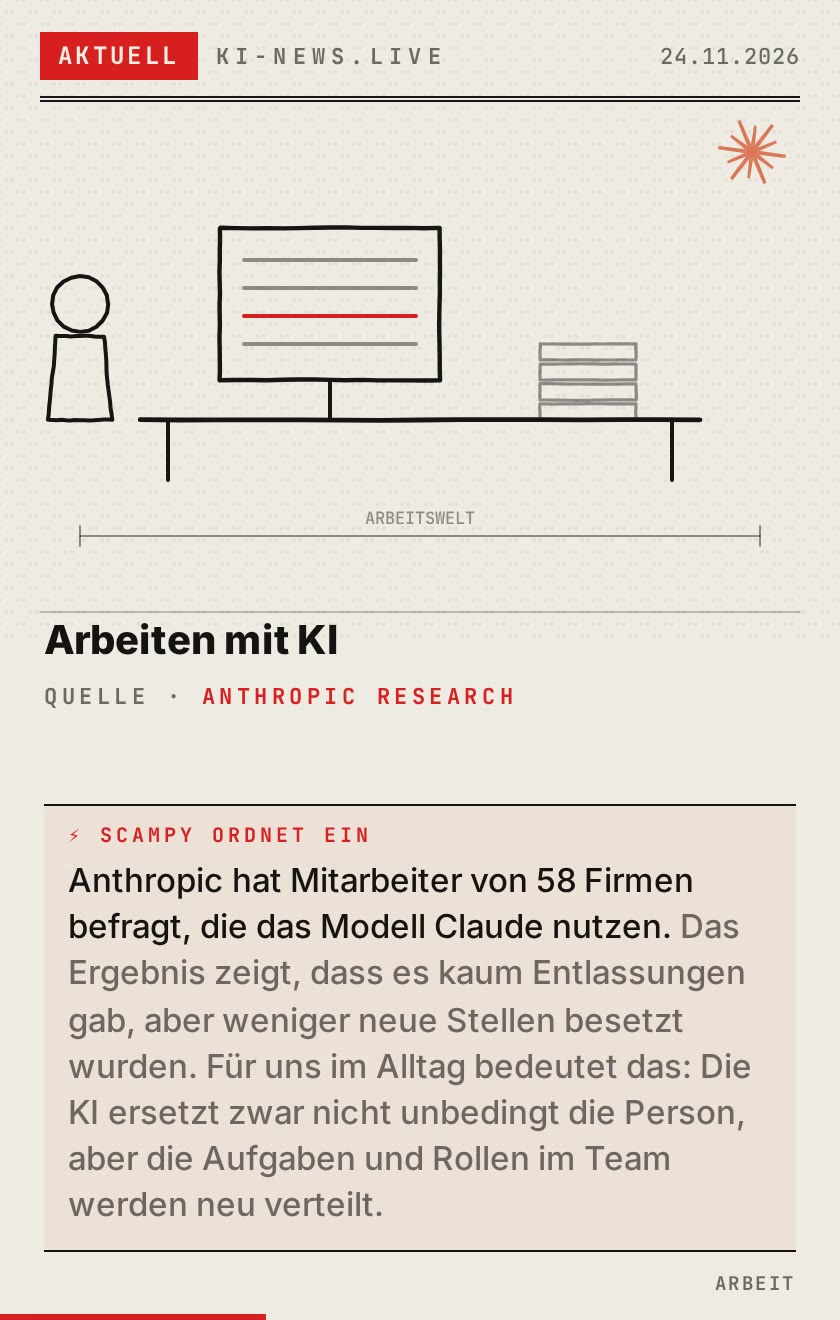 AKTUELL KI-NEWS.LIVE 24.11.2026
ARBEITSWELT
Arbeiten mit KI
QUELLE · ANTHROPIC RESEARCH
⚡ SCAMPY ORDNET EIN
Anthropic hat Mitarbeiter von 58 Firmen
befragt, die das Modell Claude nutzen. Das
Ergebnis zeigt, dass es kaum Entlassungen
gab, aber weniger neue Stellen besetzt
wurden. Für uns im Alltag bedeutet das: Die
KI ersetzt zwar nicht unbedingt die Person,
aber die Aufgaben und Rollen im Team
werden neu verteilt.
ARBEIT